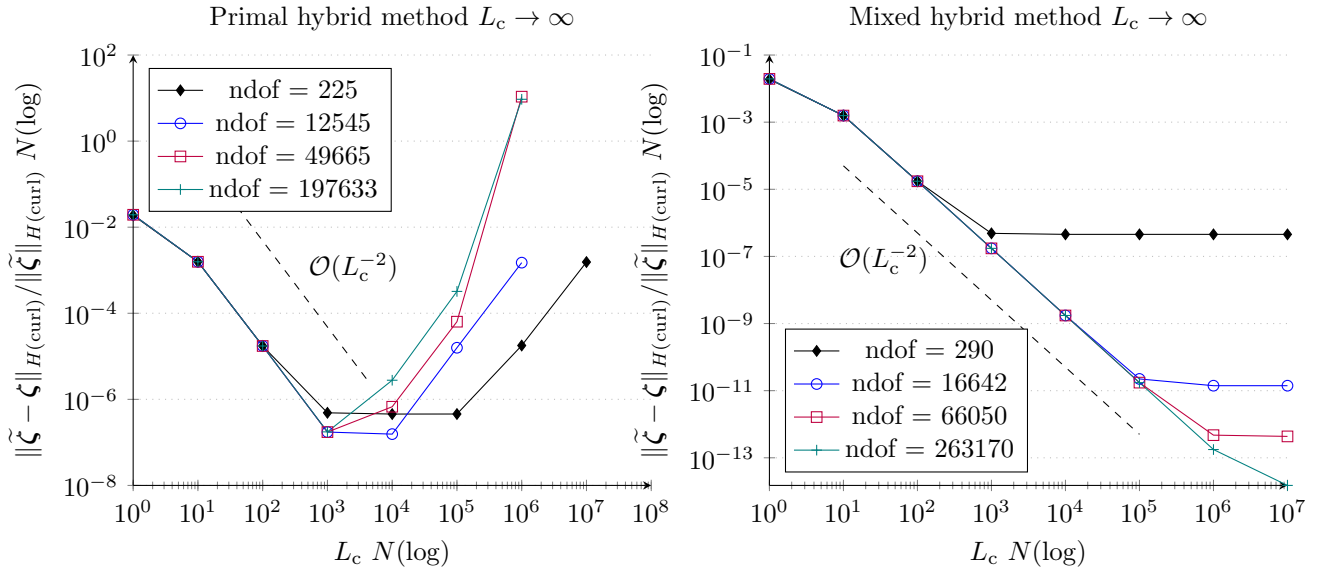 Primal hybrid method L_c → ∞
‖ζ̃ − ζ‖_{H(curl)}/‖ζ̃‖_{H(curl)} N(log)
10^2
10^0
10^{−2}
10^{−4}
10^{−6}
10^{−8}
ndof = 225
ndof = 12545
ndof = 49665
ndof = 197633
𝒪(L_c^{−2})
10^0 10^1 10^2 10^3 10^4 10^5 10^6 10^7 10^8
L_c N(log)
Mixed hybrid method L_c → ∞
‖ζ̃ − ζ‖_{H(curl)}/‖ζ̃‖_{H(curl)} N(log)
10^{−1}
10^{−3}
10^{−5}
10^{−7}
10^{−9}
10^{−11}
10^{−13}
𝒪(L_c^{−2})
ndof = 290
ndof = 16642
ndof = 66050
ndof = 263170
10^0 10^1 10^2 10^3 10^4 10^5 10^6 10^7
L_c N(log)